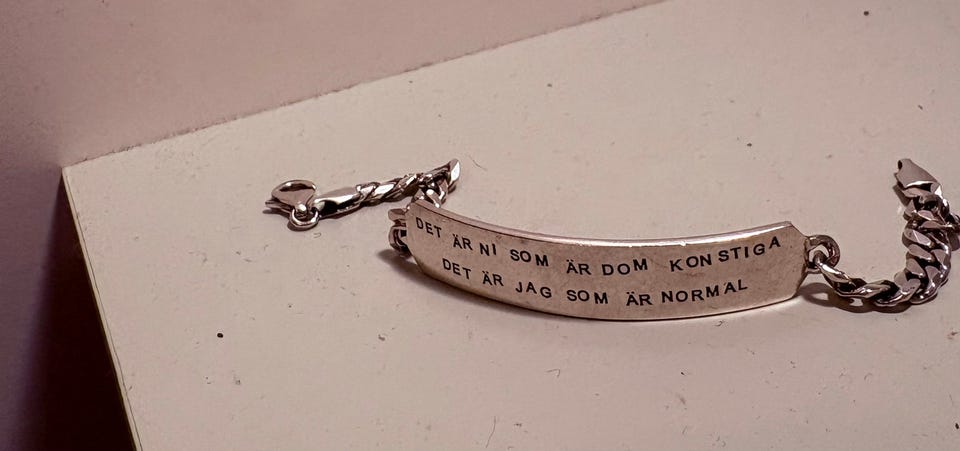 DET ÄR NI SOM ÄR DOM KONSTIGA
DET ÄR JAG SOM ÄR NORMAL